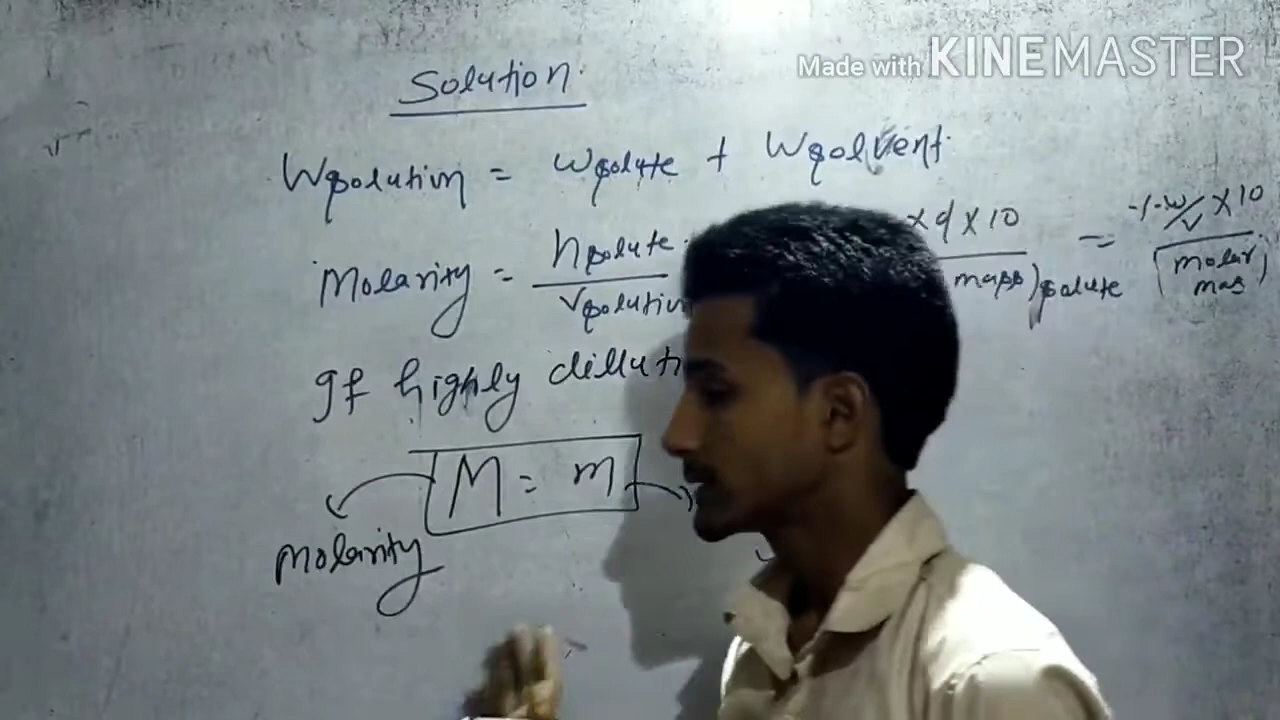 Made with KINEMASTER
Solution
Wsolution = Wsolute + Wsolvent
Molarity = nsolute / Vsolution × d × 10 / mass)solute = %w/v × 10 / (molar mas)
If highly dillut
M = m
Molarity